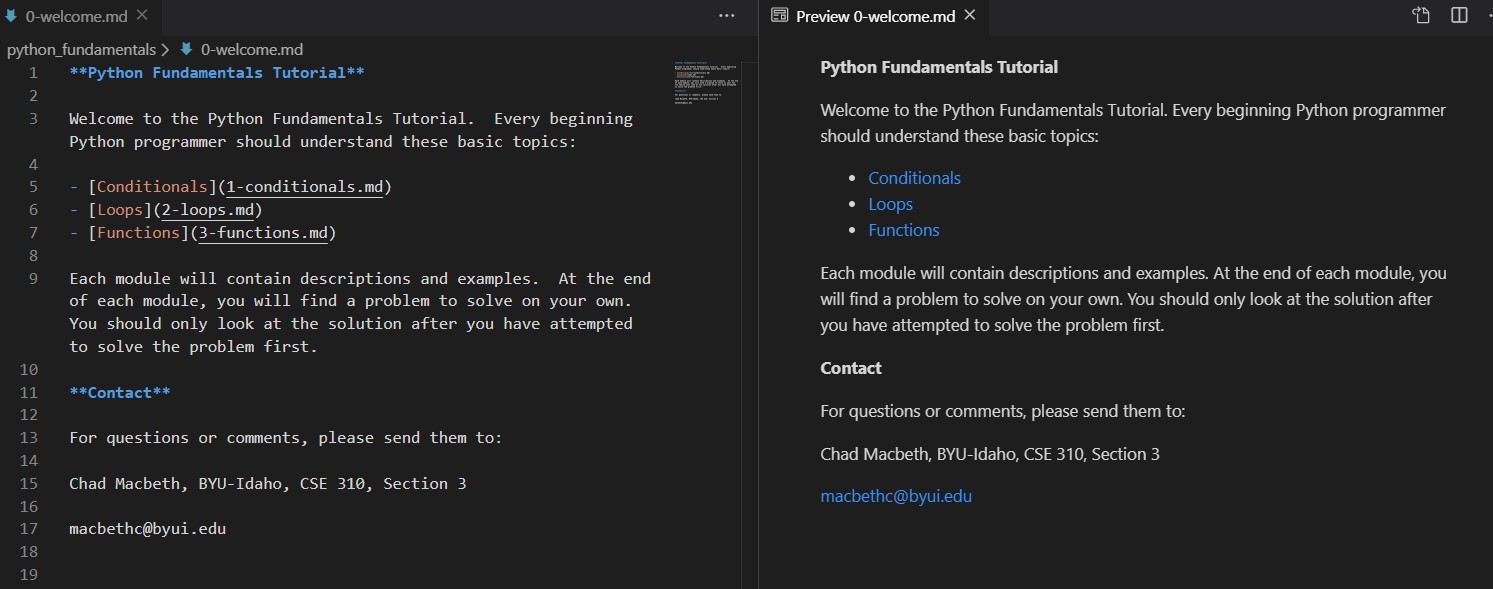 0-welcome.md
python_fundamentals > 0-welcome.md
1 **Python Fundamentals Tutorial**
2
3 Welcome to the Python Fundamentals Tutorial.  Every beginning
Python programmer should understand these basic topics:
4
5 - [Conditionals](1-conditionals.md)
6 - [Loops](2-loops.md)
7 - [Functions](3-functions.md)
8
9 Each module will contain descriptions and examples.  At the end
of each module, you will find a problem to solve on your own.
You should only look at the solution after you have attempted
to solve the problem first.
10
11 **Contact**
12
13 For questions or comments, please send them to:
14
15 Chad Macbeth, BYU-Idaho, CSE 310, Section 3
16
17 macbethc@byui.edu
18
19
Preview 0-welcome.md
Python Fundamentals Tutorial
Welcome to the Python Fundamentals Tutorial. Every beginning Python programmer
should understand these basic topics:
• Conditionals
• Loops
• Functions
Each module will contain descriptions and examples. At the end of each module, you
will find a problem to solve on your own. You should only look at the solution after
you have attempted to solve the problem first.
Contact
For questions or comments, please send them to:
Chad Macbeth, BYU-Idaho, CSE 310, Section 3
macbethc@byui.edu